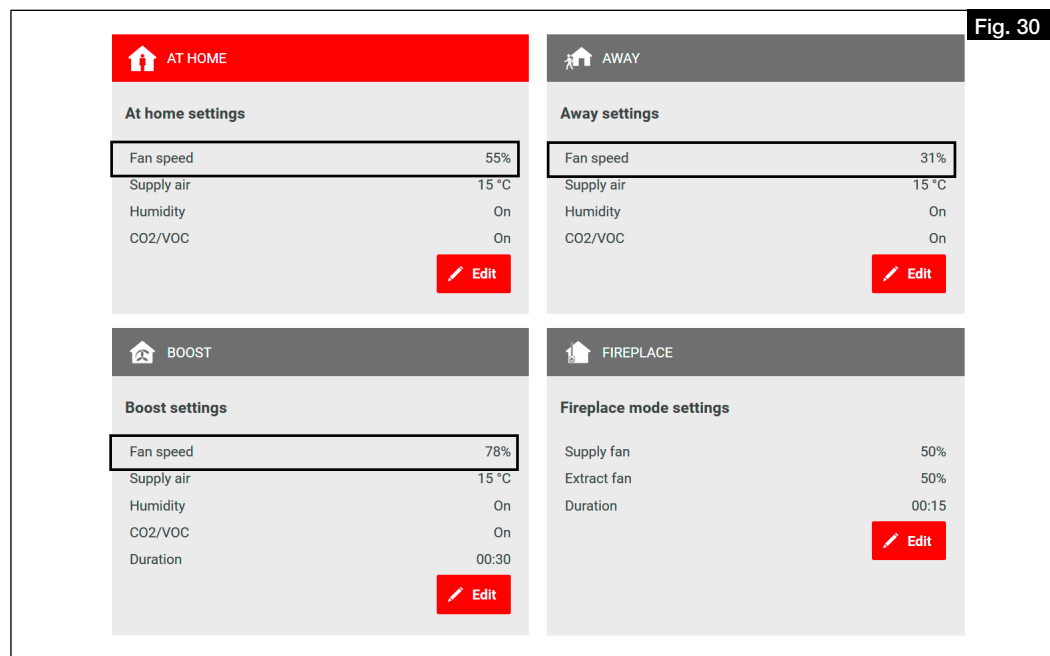 Fig. 30
AT HOME
At home settings
Fan speed 55%
Supply air 15 °C
Humidity On
CO2/VOC On
Edit
AWAY
Away settings
Fan speed 31%
Supply air 15 °C
Humidity On
CO2/VOC On
Edit
BOOST
Boost settings
Fan speed 78%
Supply air 15 °C
Humidity On
CO2/VOC On
Duration 00:30
Edit
FIREPLACE
Fireplace mode settings
Supply fan 50%
Extract fan 50%
Duration 00:15
Edit